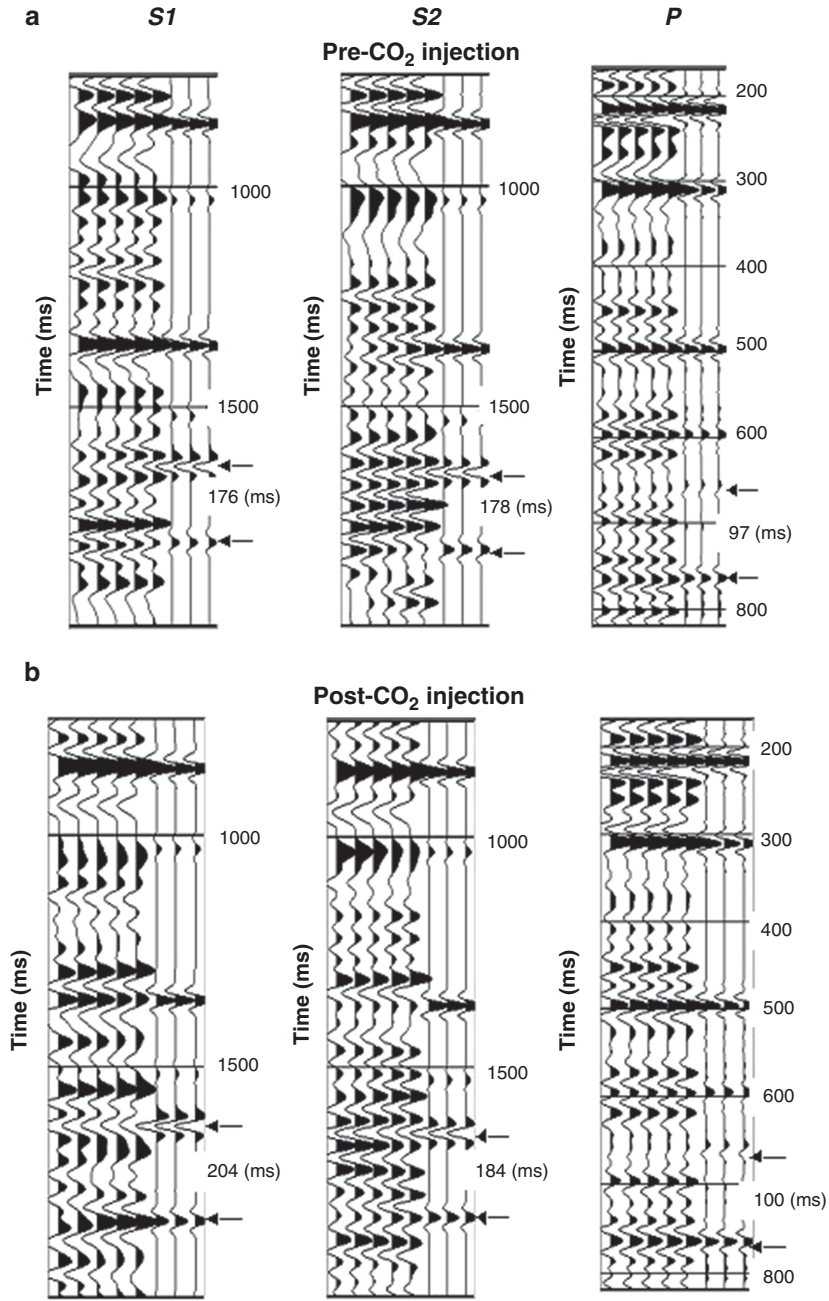 a
S1 S2 P
Pre-CO₂ injection
Time (ms)
1000
1500
176 (ms)
Time (ms)
1000
1500
178 (ms)
Time (ms)
200
300
400
500
600
97 (ms)
800
b
Post-CO₂ injection
Time (ms)
1000
1500
204 (ms)
Time (ms)
1000
1500
184 (ms)
Time (ms)
200
300
400
500
600
100 (ms)
800